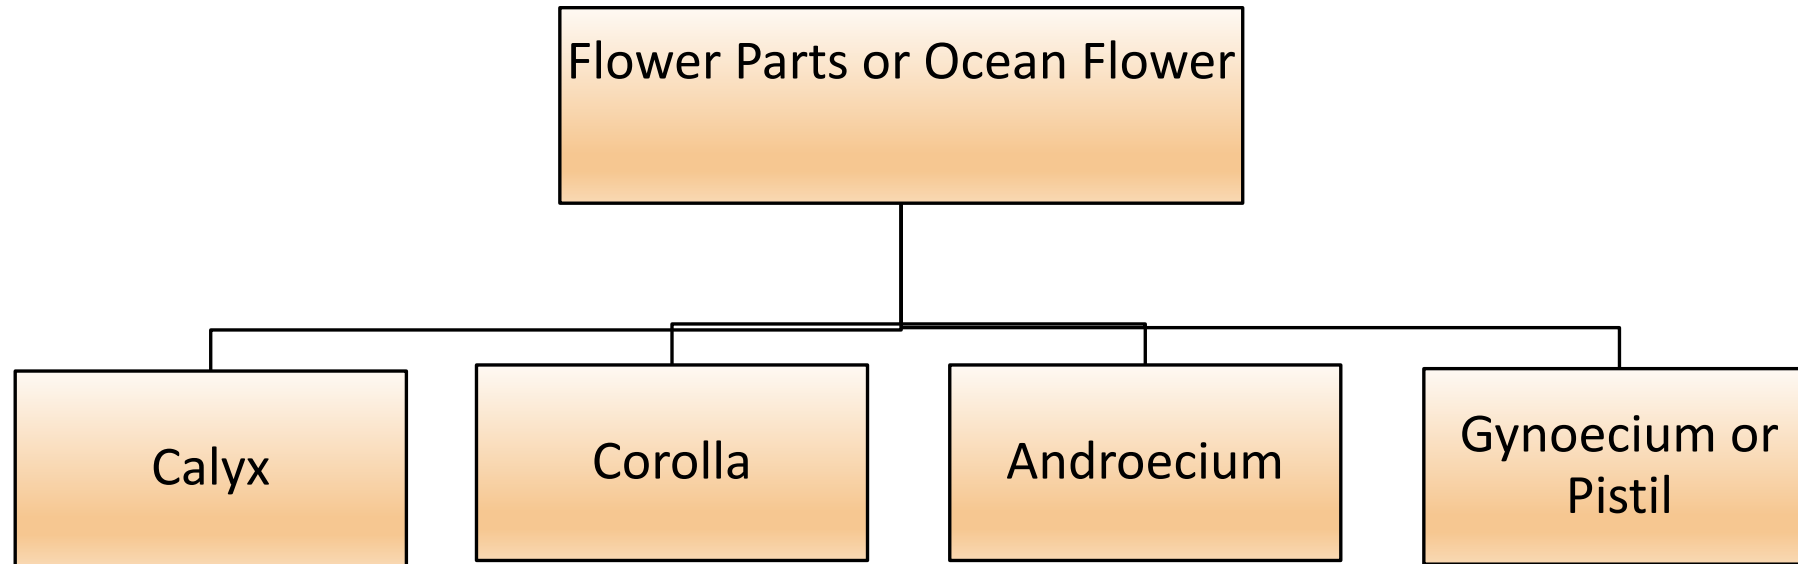 Flower Parts or Ocean Flower
Calyx
Corolla
Androecium
Gynoecium or
Pistil